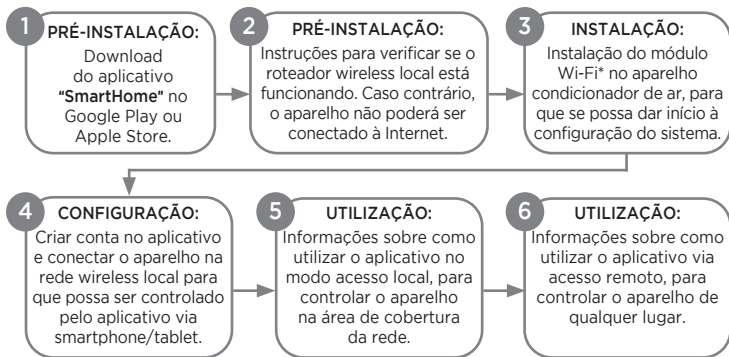 1
PRÉ-INSTALAÇÃO:
Download
do aplicativo
“SmartHome” no
Google Play ou
Apple Store.
2
PRÉ-INSTALAÇÃO:
Instruções para verificar se o
roteador wireless local está
funcionando. Caso contrário,
o aparelho não poderá ser
conectado à Internet.
3
INSTALAÇÃO:
Instalação do módulo
Wi-Fi* no aparelho
condicionador de ar, para
que se possa dar início à
configuração do sistema.
4
CONFIGURAÇÃO:
Criar conta no aplicativo
e conectar o aparelho na
rede wireless local para
que possa ser controlado
pelo aplicativo via
smartphone/tablet.
5
UTILIZAÇÃO:
Informações sobre como
utilizar o aplicativo no
modo acesso local, para
controlar o aparelho
na área de cobertura
da rede.
6
UTILIZAÇÃO:
Informações sobre como
utilizar o aplicativo via
acesso remoto, para
controlar o aparelho de
qualquer lugar.